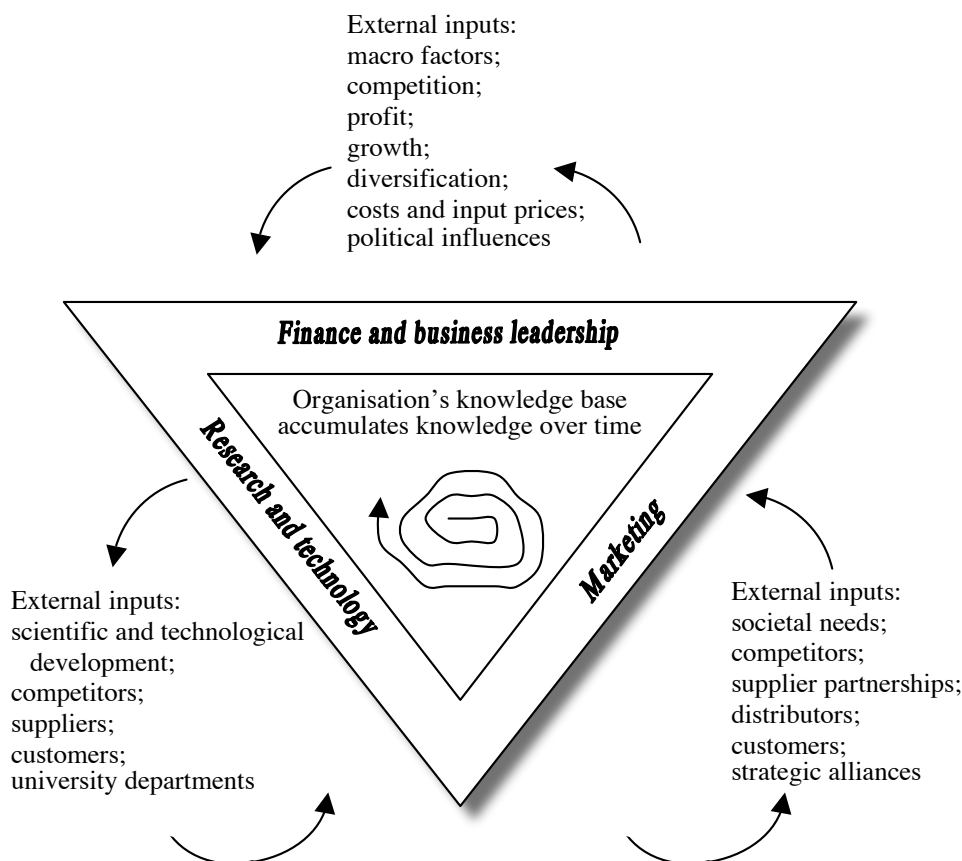 External inputs:
macro factors;
competition;
profit;
growth;
diversification;
costs and input prices;
political influences
Finance and business leadership
Organisation’s knowledge base
accumulates knowledge over time
Research and technology
Marketing
External inputs:
scientific and technological
development;
competitors;
suppliers;
customers;
university departments
External inputs:
societal needs;
competitors;
supplier partnerships;
distributors;
customers;
strategic alliances